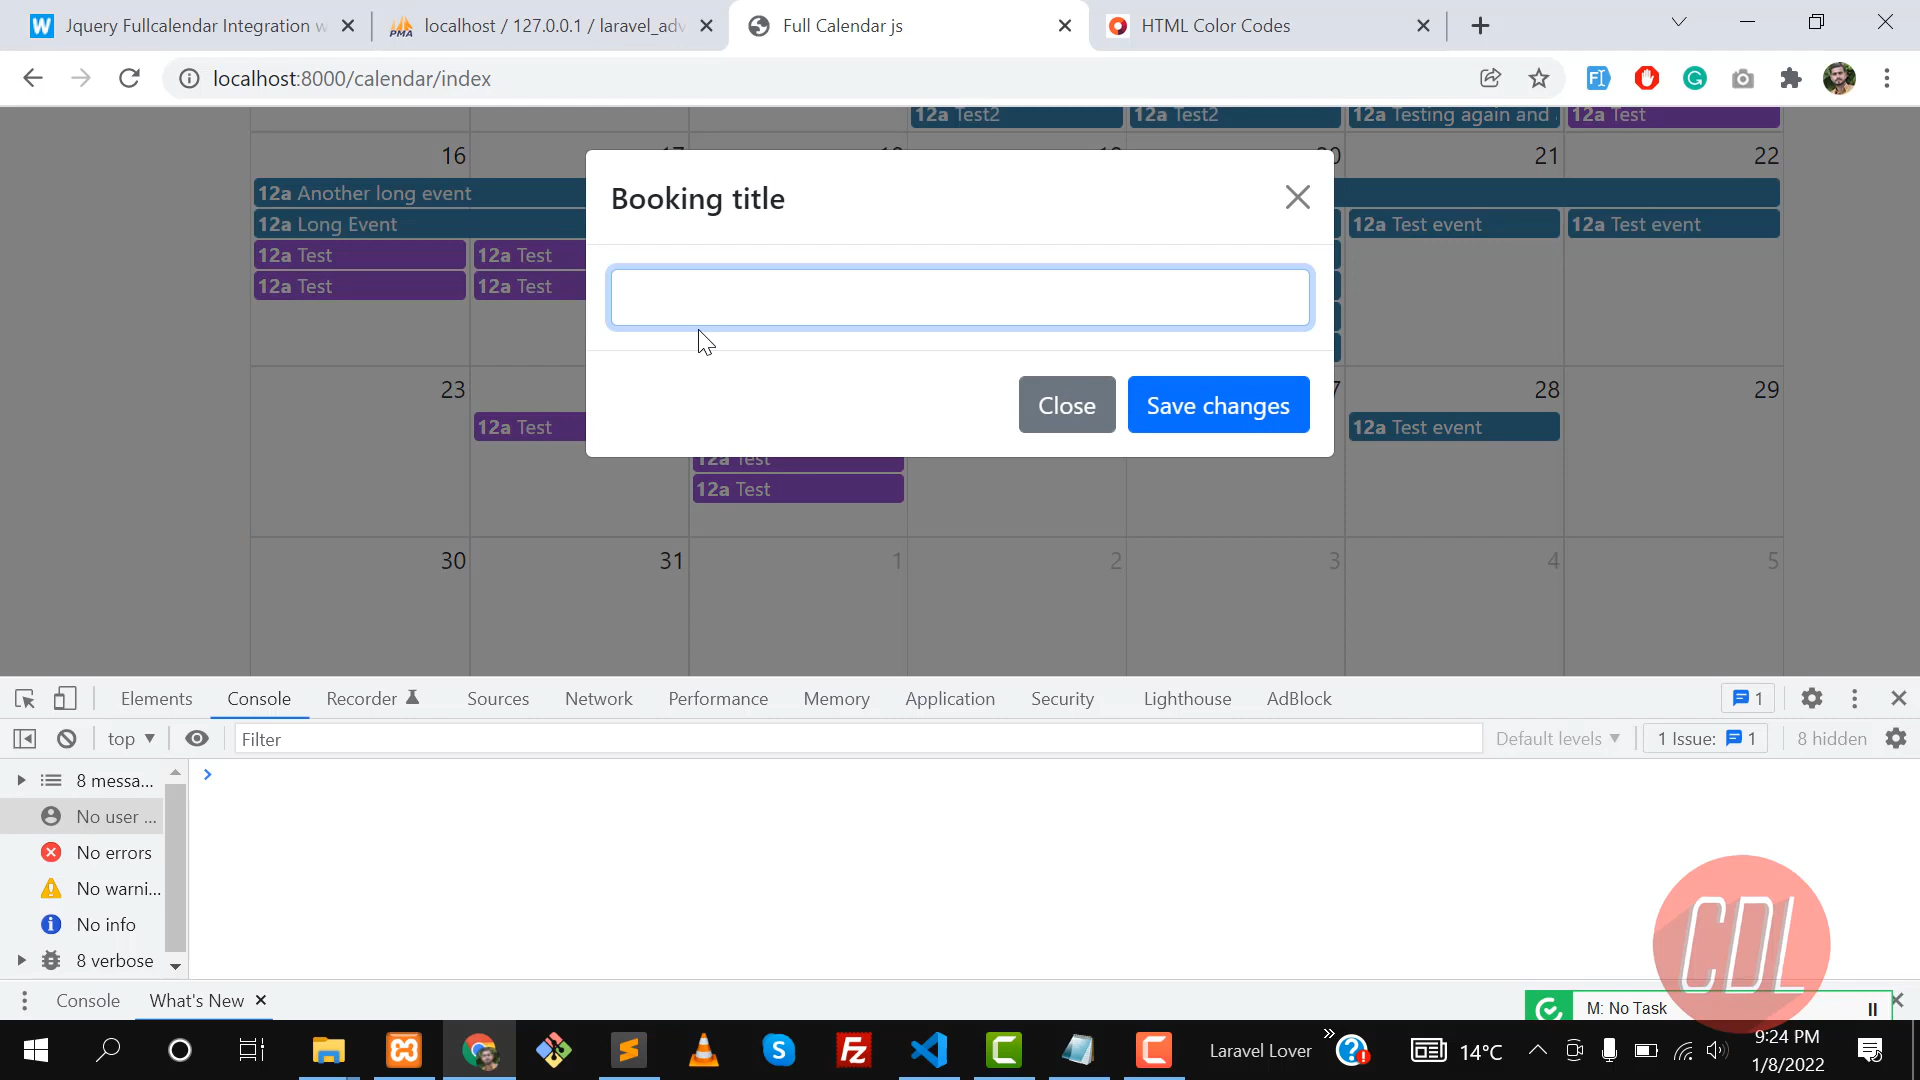 Jquery Fullcalendar Integration w
localhost / 127.0.0.1 / laravel_adv
Full Calendar js
HTML Color Codes
localhost:8000/calendar/index
12a Test2
12a Test2
12a Testing again and
12a Test
16
21
22
12a Another long event
12a Long Event
12a Test event
12a Test event
12a Test
12a Test
12a Test
12a Test
Booking title
Close
Save changes
23
28
29
12a Test
12a Test event
12a Test
12a Test
30
31
1
2
3
4
5
Elements
Console
Recorder
Sources
Network
Performance
Memory
Application
Security
Lighthouse
AdBlock
1
top
Filter
Default levels
1 Issue:
1
8 hidden
8 messa...
No user ...
No errors
No warni...
No info
8 verbose
Console
What's New
CDL
M: No Task
Laravel Lover
14°C
9:24 PM
1/8/2022